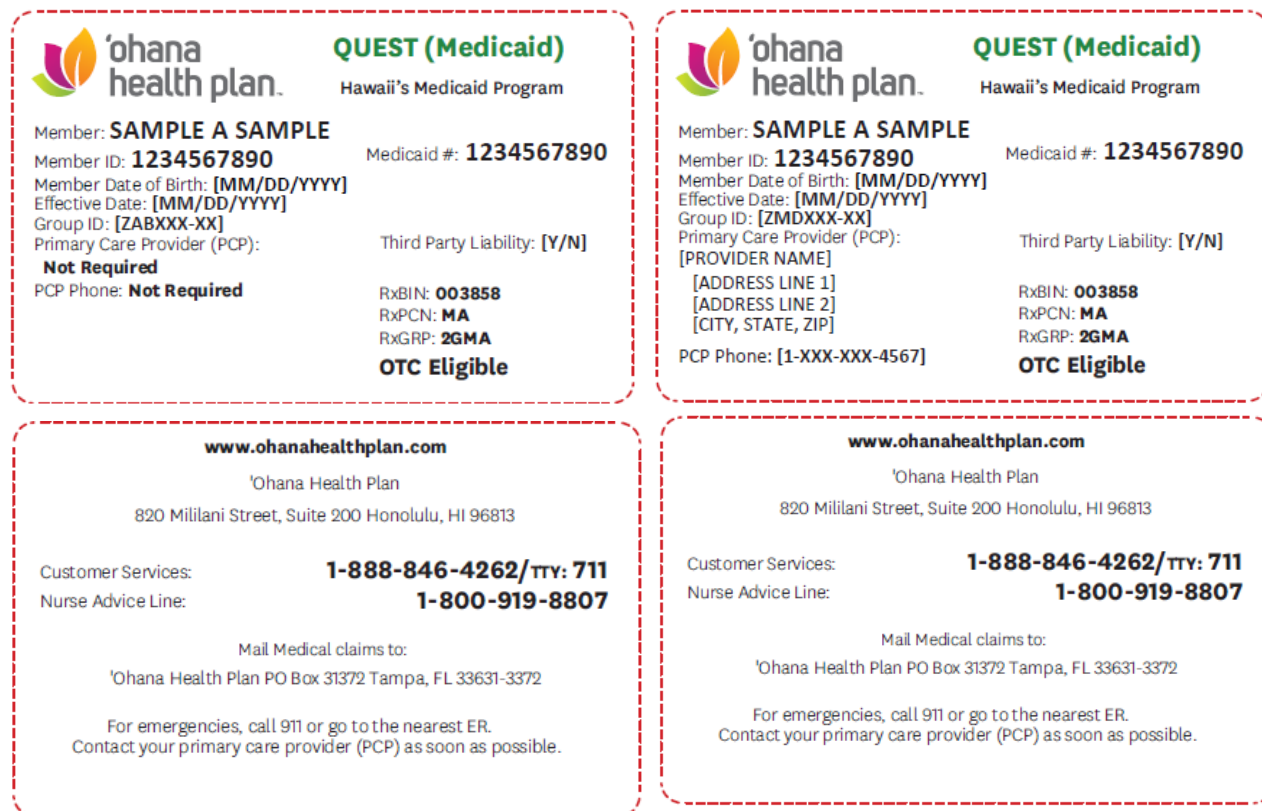 'ohana
health plan™
QUEST (Medicaid)
Hawaii's Medicaid Program
Member: SAMPLE A SAMPLE
Member ID: 1234567890
Medicaid #: 1234567890
Member Date of Birth: [MM/DD/YYYY]
Effective Date: [MM/DD/YYYY]
Group ID: [ZABXXX-XX]
Primary Care Provider (PCP):
Third Party Liability: [Y/N]
Not Required
PCP Phone: Not Required
RxBIN: 003858
RxPCN: MA
RxGRP: 2GMA
OTC Eligible
'ohana
health plan™
QUEST (Medicaid)
Hawaii's Medicaid Program
Member: SAMPLE A SAMPLE
Member ID: 1234567890
Medicaid #: 1234567890
Member Date of Birth: [MM/DD/YYYY]
Effective Date: [MM/DD/YYYY]
Group ID: [ZMDXXX-XX]
Primary Care Provider (PCP):
Third Party Liability: [Y/N]
[PROVIDER NAME]
[ADDRESS LINE 1]
[ADDRESS LINE 2]
[CITY, STATE, ZIP]
PCP Phone: [1-XXX-XXX-4567]
RxBIN: 003858
RxPCN: MA
RxGRP: 2GMA
OTC Eligible
www.ohanahealthplan.com
'Ohana Health Plan
820 Mililani Street, Suite 200 Honolulu, HI 96813
Customer Services: 1-888-846-4262/TTY: 711
Nurse Advice Line: 1-800-919-8807
Mail Medical claims to:
'Ohana Health Plan PO Box 31372 Tampa, FL 33631-3372
For emergencies, call 911 or go to the nearest ER.
Contact your primary care provider (PCP) as soon as possible.
www.ohanahealthplan.com
'Ohana Health Plan
820 Mililani Street, Suite 200 Honolulu, HI 96813
Customer Services: 1-888-846-4262/TTY: 711
Nurse Advice Line: 1-800-919-8807
Mail Medical claims to:
'Ohana Health Plan PO Box 31372 Tampa, FL 33631-3372
For emergencies, call 911 or go to the nearest ER.
Contact your primary care provider (PCP) as soon as possible.